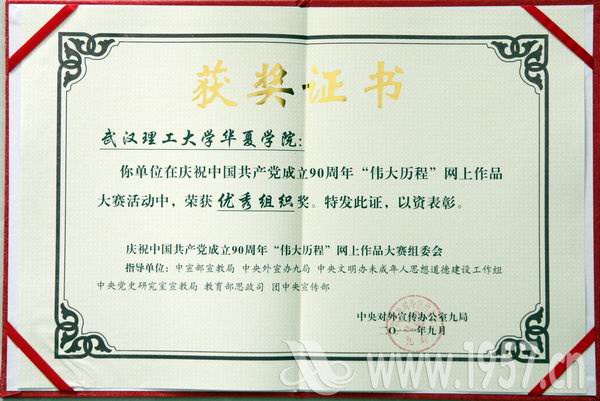 获奖证书
武汉理工大学华夏学院:
你单位在庆祝中国共产党成立90周年“伟大历程”网上作品
大赛活动中，荣获 优秀组织奖。特发此证，以资表彰。
庆祝中国共产党成立90周年“伟大历程”网上作品大赛组委会
指导单位：中宣部宣教局 中央外宣办九局 中央文明办未成年人思想道德建设工作组
中央党史研究室宣教局 教育部思政司 团中央宣传部
中央对外宣传办公室九局
二〇一一年九月
九局
www.1957.cn